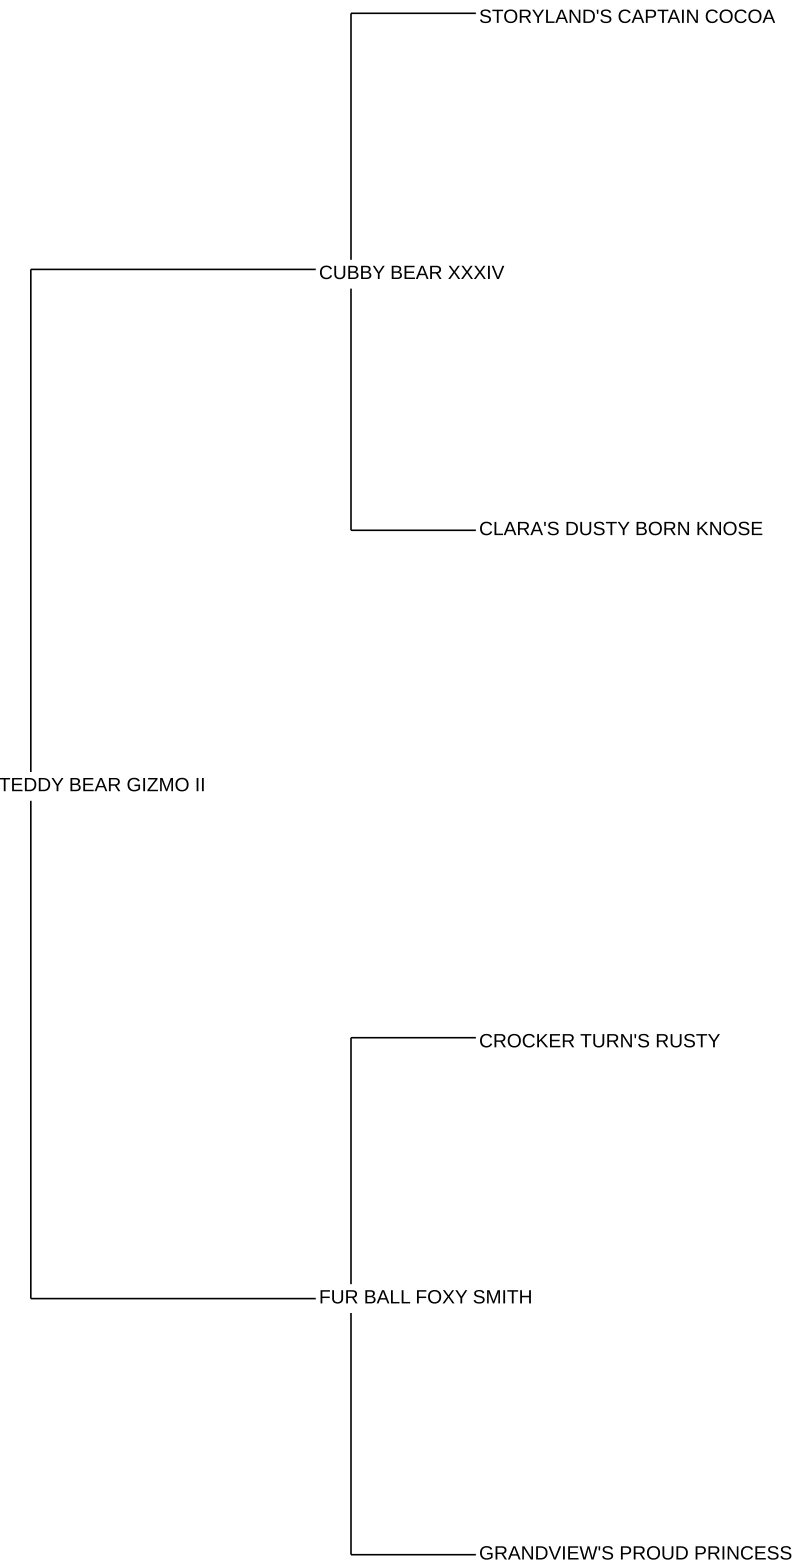 STORYLAND'S CAPTAIN COCOA
CUBBY BEAR XXXIV
CLARA'S DUSTY BORN KNOSE
TEDDY BEAR GIZMO II
CROCKER TURN'S RUSTY
FUR BALL FOXY SMITH
GRANDVIEW'S PROUD PRINCESS